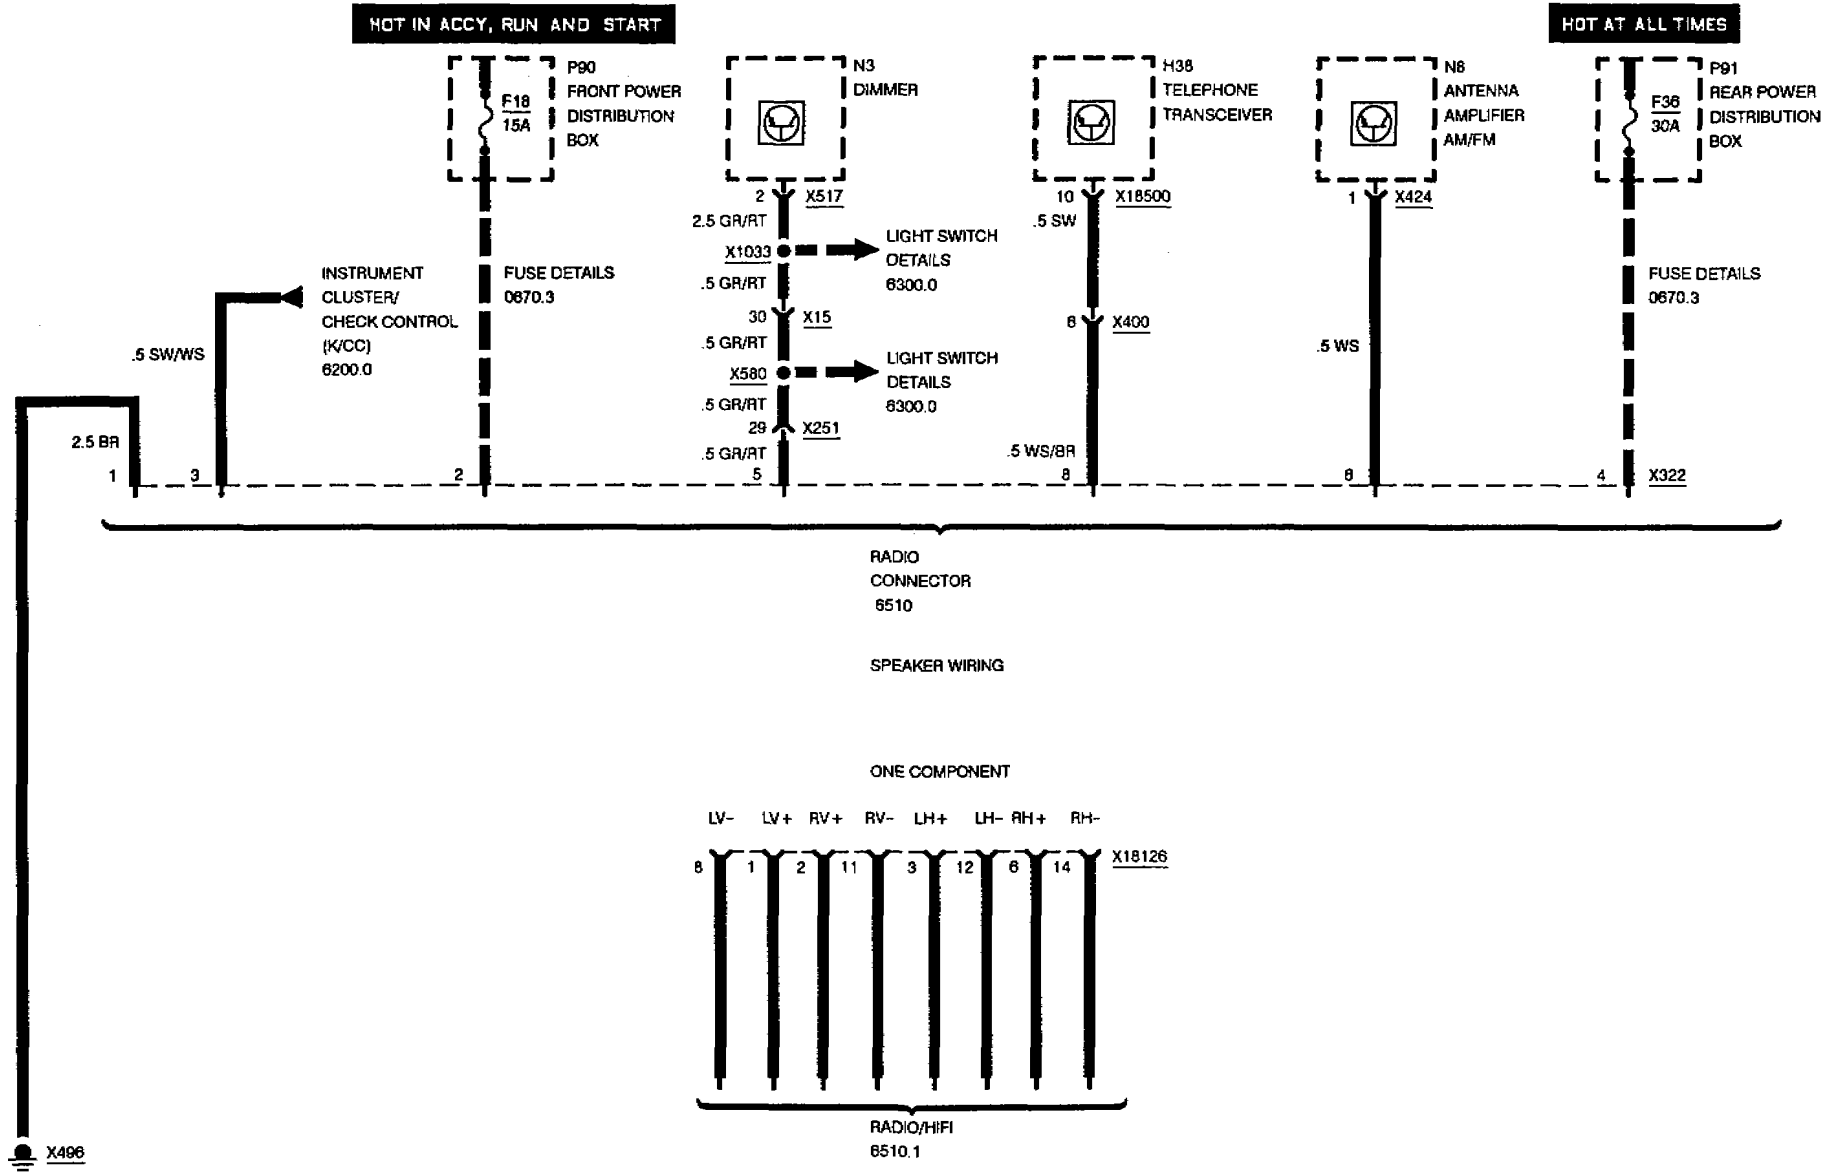 HOT IN ACCY, RUN AND START
HOT AT ALL TIMES
P90
FRONT POWER
DISTRIBUTION
BOX
F18
15A
N3
DIMMER
H38
TELEPHONE
TRANSCEIVER
N8
ANTENNA
AMPLIFIER
AM/FM
P91
REAR POWER
DISTRIBUTION
BOX
F36
30A
2 X517
10 X18500
1 X424
2.5 GR/RT
.5 SW
X1033
LIGHT SWITCH
DETAILS
6300.0
INSTRUMENT
CLUSTER/
CHECK CONTROL
(K/CC)
6200.0
FUSE DETAILS
0670.3
.5 GR/RT
FUSE DETAILS
0670.3
30 X15
6 X400
.5 SW/WS
.5 GR/RT
.5 WS
X580
LIGHT SWITCH
DETAILS
6300.0
.5 GR/RT
29 X251
2.5 BR
.5 GR/RT
.5 WS/BR
1 3 2 5 8 6 4 X322
RADIO
CONNECTOR
6510
SPEAKER WIRING
ONE COMPONENT
LV- LV+ RV+ RV- LH+ LH- RH+ RH-
8 1 2 11 3 12 6 14 X18126
RADIO/HIFI
6510.1
X496